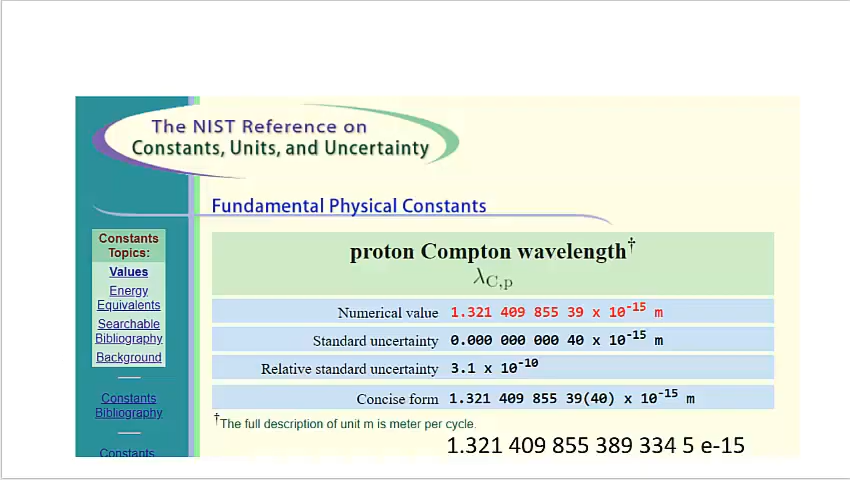 The NIST Reference on
Constants, Units, and Uncertainty
Fundamental Physical Constants
Constants
Topics:
Values
Energy
Equivalents
Searchable
Bibliography
Background
Constants
Bibliography
Constants
proton Compton wavelength†
λC,p
Numerical value 1.321 409 855 39 x 10-15 m
Standard uncertainty 0.000 000 000 40 x 10-15 m
Relative standard uncertainty 3.1 x 10-10
Concise form 1.321 409 855 39(40) x 10-15 m
†The full description of unit m is meter per cycle.
1.321 409 855 389 334 5 e-15